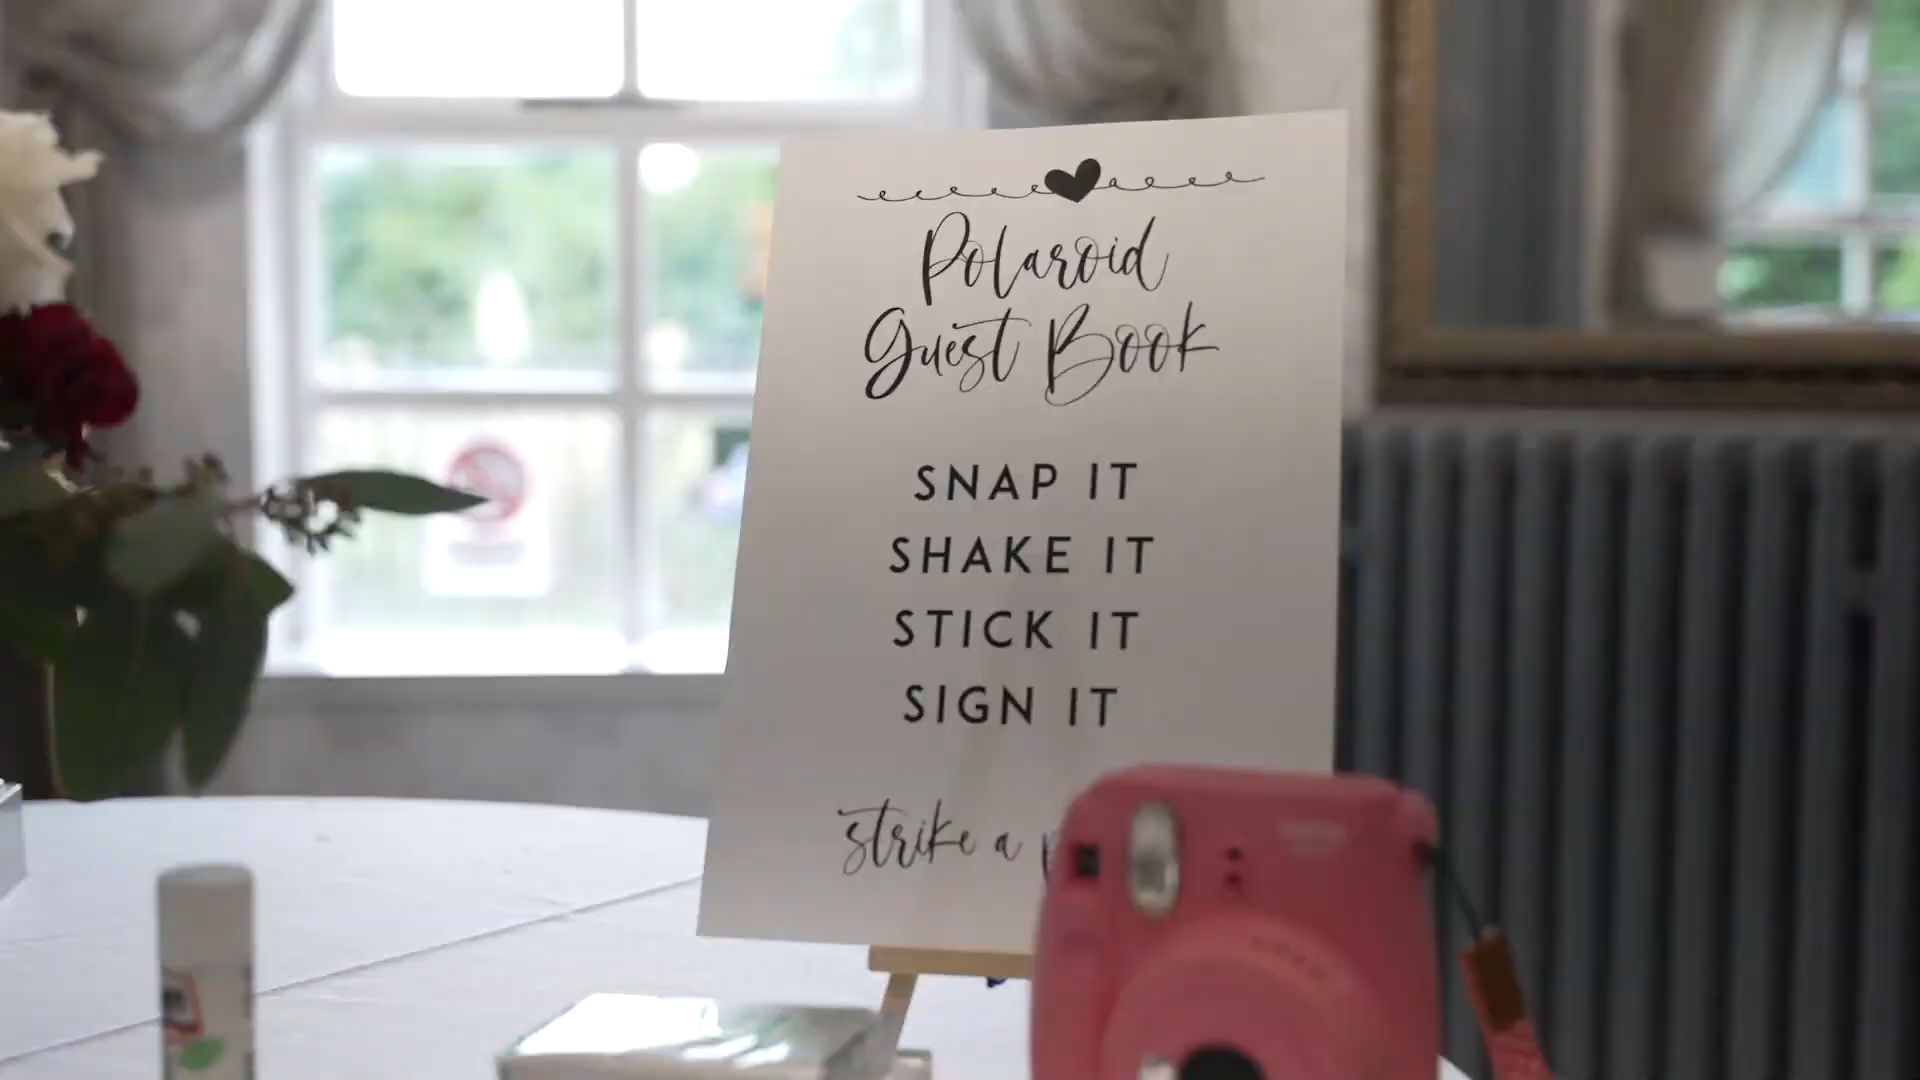 Polaroid
Guest Book
SNAP IT
SHAKE IT
STICK IT
SIGN IT
strike a